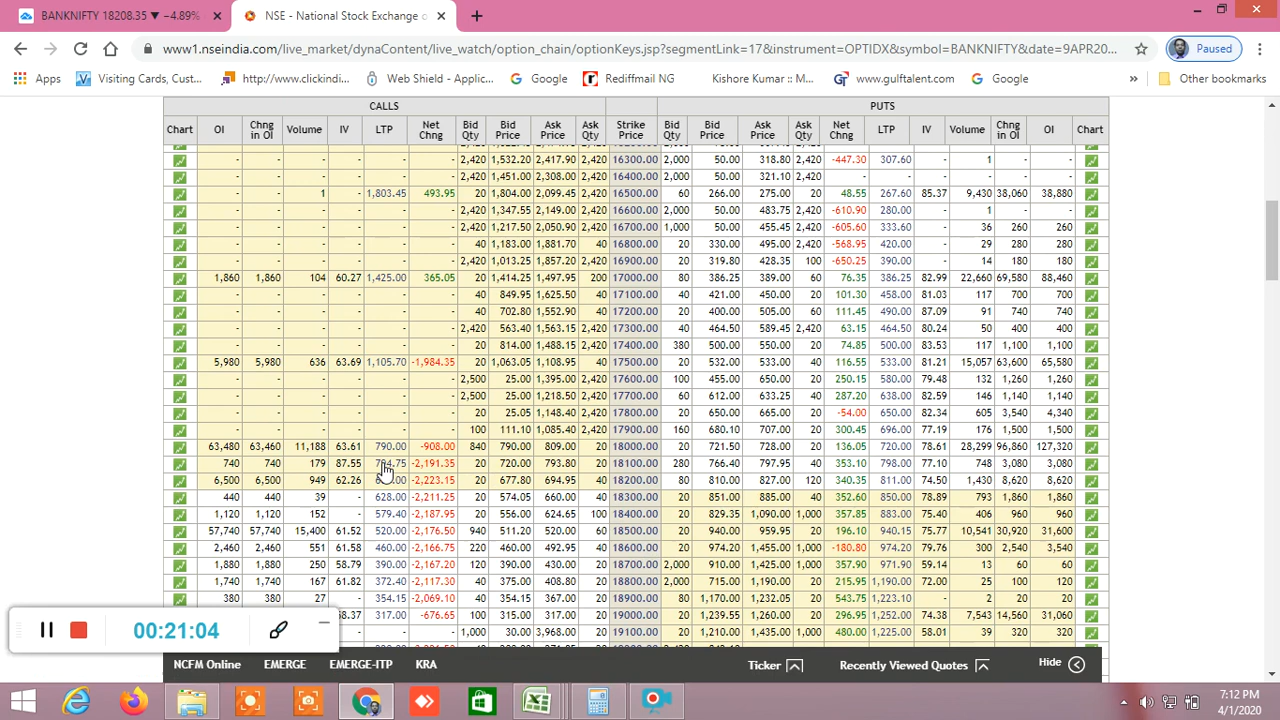 BANKNIFTY 18208.35 ▼ -4.89%
NSE - National Stock Exchange o
www1.nseindia.com/live_market/dynaContent/live_watch/option_chain/optionKeys.jsp?segmentLink=17&instrument=OPTIDX&symbol=BANKNIFTY&date=9APR20...
Paused
Apps Visiting Cards, Cust... http://www.clickindi... Web Shield - Applic... Google Rediffmail NG Kishore Kumar :: M... www.gulftalent.com Google » Other bookmarks
CALLS PUTS
Chart OI Chng in OI Volume IV LTP Net Chng Bid Qty Bid Price Ask Price Ask Qty Strike Price Bid Qty Bid Price Ask Price Ask Qty Net Chng LTP IV Volume Chng in OI OI Chart
- - - - - - 2,420 1,532.20 2,417.90 2,420 16300.00 2,000 50.00 318.80 2,420 -447.30 307.60 - 1 - -
- - - - - - 2,420 1,451.00 2,308.00 2,420 16400.00 2,000 50.00 321.10 2,420 - - - - - -
- - 1 - 1,803.45 493.95 20 1,804.00 2,099.45 2,420 16500.00 60 266.00 275.00 20 48.55 267.60 85.37 9,430 38,060 38,880
- - - - - - 2,420 1,347.55 2,149.00 2,420 16600.00 2,000 50.00 483.75 2,420 -610.90 280.00 - 1 - -
- - - - - - 2,420 1,217.50 2,050.90 2,420 16700.00 1,000 50.00 455.45 2,420 -605.60 333.60 - 36 260 260
- - - - - - 40 1,183.00 1,881.70 40 16800.00 20 330.00 495.00 2,420 -568.95 420.00 - 29 280 280
- - - - - - 2,420 1,013.25 1,857.20 2,420 16900.00 20 319.80 428.35 100 -650.25 390.00 - 14 180 180
1,860 1,860 104 60.27 1,425.00 365.05 20 1,414.25 1,497.95 200 17000.00 80 386.25 389.00 60 76.35 386.25 82.99 22,660 69,580 88,460
- - - - - - 40 849.95 1,625.50 40 17100.00 40 421.00 450.00 20 101.30 458.00 81.03 117 700 700
- - - - - - 40 702.80 1,552.90 40 17200.00 20 400.00 505.00 60 111.45 490.00 87.09 91 740 740
- - - - - - 2,420 563.40 1,563.15 2,420 17300.00 40 464.50 589.45 2,420 63.15 464.50 80.24 50 400 400
- - - - - - 20 814.00 1,488.15 2,420 17400.00 380 500.00 550.00 20 74.85 500.00 83.53 117 1,100 1,100
5,980 5,980 636 63.69 1,105.70 -1,984.35 20 1,063.05 1,108.95 40 17500.00 20 532.00 533.00 40 116.55 533.00 81.21 15,057 63,600 65,580
- - - - - - 2,500 25.00 1,395.00 2,420 17600.00 100 455.00 650.00 20 250.15 580.00 79.48 132 1,260 1,260
- - - - - - 2,500 25.00 1,218.50 2,420 17700.00 60 612.00 633.25 40 287.20 638.00 82.59 146 1,140 1,140
- - - - - - 20 25.05 1,148.40 2,420 17800.00 20 650.00 665.00 20 -54.00 650.00 82.34 605 3,540 4,340
- - - - - - 100 111.10 1,085.40 2,420 17900.00 160 680.10 707.00 20 300.45 696.00 77.19 176 1,500 1,500
63,480 63,460 11,188 63.61 790.00 -908.00 840 790.00 809.00 20 18000.00 20 721.50 728.00 20 136.05 720.00 78.61 28,299 96,860 127,320
740 740 179 87.55 -2,191.35 20 720.00 793.80 20 18100.00 280 766.40 797.95 40 353.10 798.00 77.10 748 3,080 3,080
6,500 6,500 949 62.26 -2,223.15 20 677.80 694.95 40 18200.00 80 810.00 827.00 120 340.35 811.00 74.50 1,430 8,620 9,620
440 440 39 - 628.00 -2,211.25 20 574.05 660.00 40 18300.00 20 851.00 885.00 40 352.60 850.00 78.89 793 1,860 1,860
1,120 1,120 152 - 579.40 -2,187.95 20 556.00 624.65 100 18400.00 20 829.35 1,090.00 1,000 357.85 883.00 75.40 406 960 960
57,740 57,740 15,400 61.52 520.00 -2,176.50 940 511.20 520.00 60 18500.00 20 940.00 959.95 20 196.10 940.15 75.77 10,541 30,920 31,600
2,460 2,460 551 61.58 460.00 -2,166.75 220 460.00 492.95 40 18600.00 20 974.20 1,455.00 1,000 -180.80 974.20 79.76 300 2,540 3,540
1,880 1,880 250 58.79 390.00 -2,167.20 120 390.00 430.00 20 18700.00 2,000 910.00 1,425.00 1,000 357.90 971.90 59.14 13 60 60
1,740 1,740 167 61.82 372.40 -2,117.30 40 375.00 408.80 20 18800.00 2,000 715.00 1,190.00 20 215.95 1,190.00 72.00 25 100 120
380 380 27 - 354.15 -2,069.10 40 354.15 367.00 20 18900.00 80 1,170.00 1,232.05 20 543.75 1,223.10 - 2 20 20
317.00 -676.65 100 315.00 317.00 20 19000.00 20 1,239.55 1,260.00 20 296.95 1,252.00 74.38 7,543 14,560 31,060
- - 1,000 30.00 3,968.00 20 19100.00 20 1,210.00 1,435.00 1,000 480.00 1,225.00 58.01 39 320 320
00:21:04
NCFM Online EMERGE EMERGE-ITP KRA Ticker Recently Viewed Quotes Hide
7:12 PM
4/1/2020